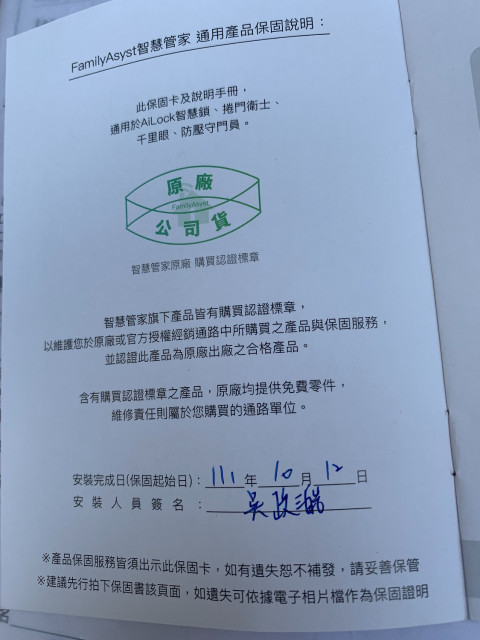 FamilyAsyst智慧管家 通用產品保固說明：
此保固卡及說明手冊，
適用於AiLock智慧鎖、捲門衛士、
千里眼、防壓守門員。
原廠
FamilyAsyst
公司貨
智慧管家原廠 購買認證標章
智慧管家旗下產品皆有購買認證標章，
以維護您於原廠或官方授權經銷通路中所購買之產品與保固服務，
並認證此產品為原廠出廠之合格產品。
含有購買認證標章之產品，原廠均提供免費零件，
維修責任則屬於您購買的通路單位。
安裝完成日(保固起始日)：111年10月12日
安裝人員簽名：吳政
※產品保固服務皆須出示此保固卡，如有遺失恕不補發，請妥善保管
※建議先行拍下保固書該頁面，如遺失可依據電子相片檔作為保固證明